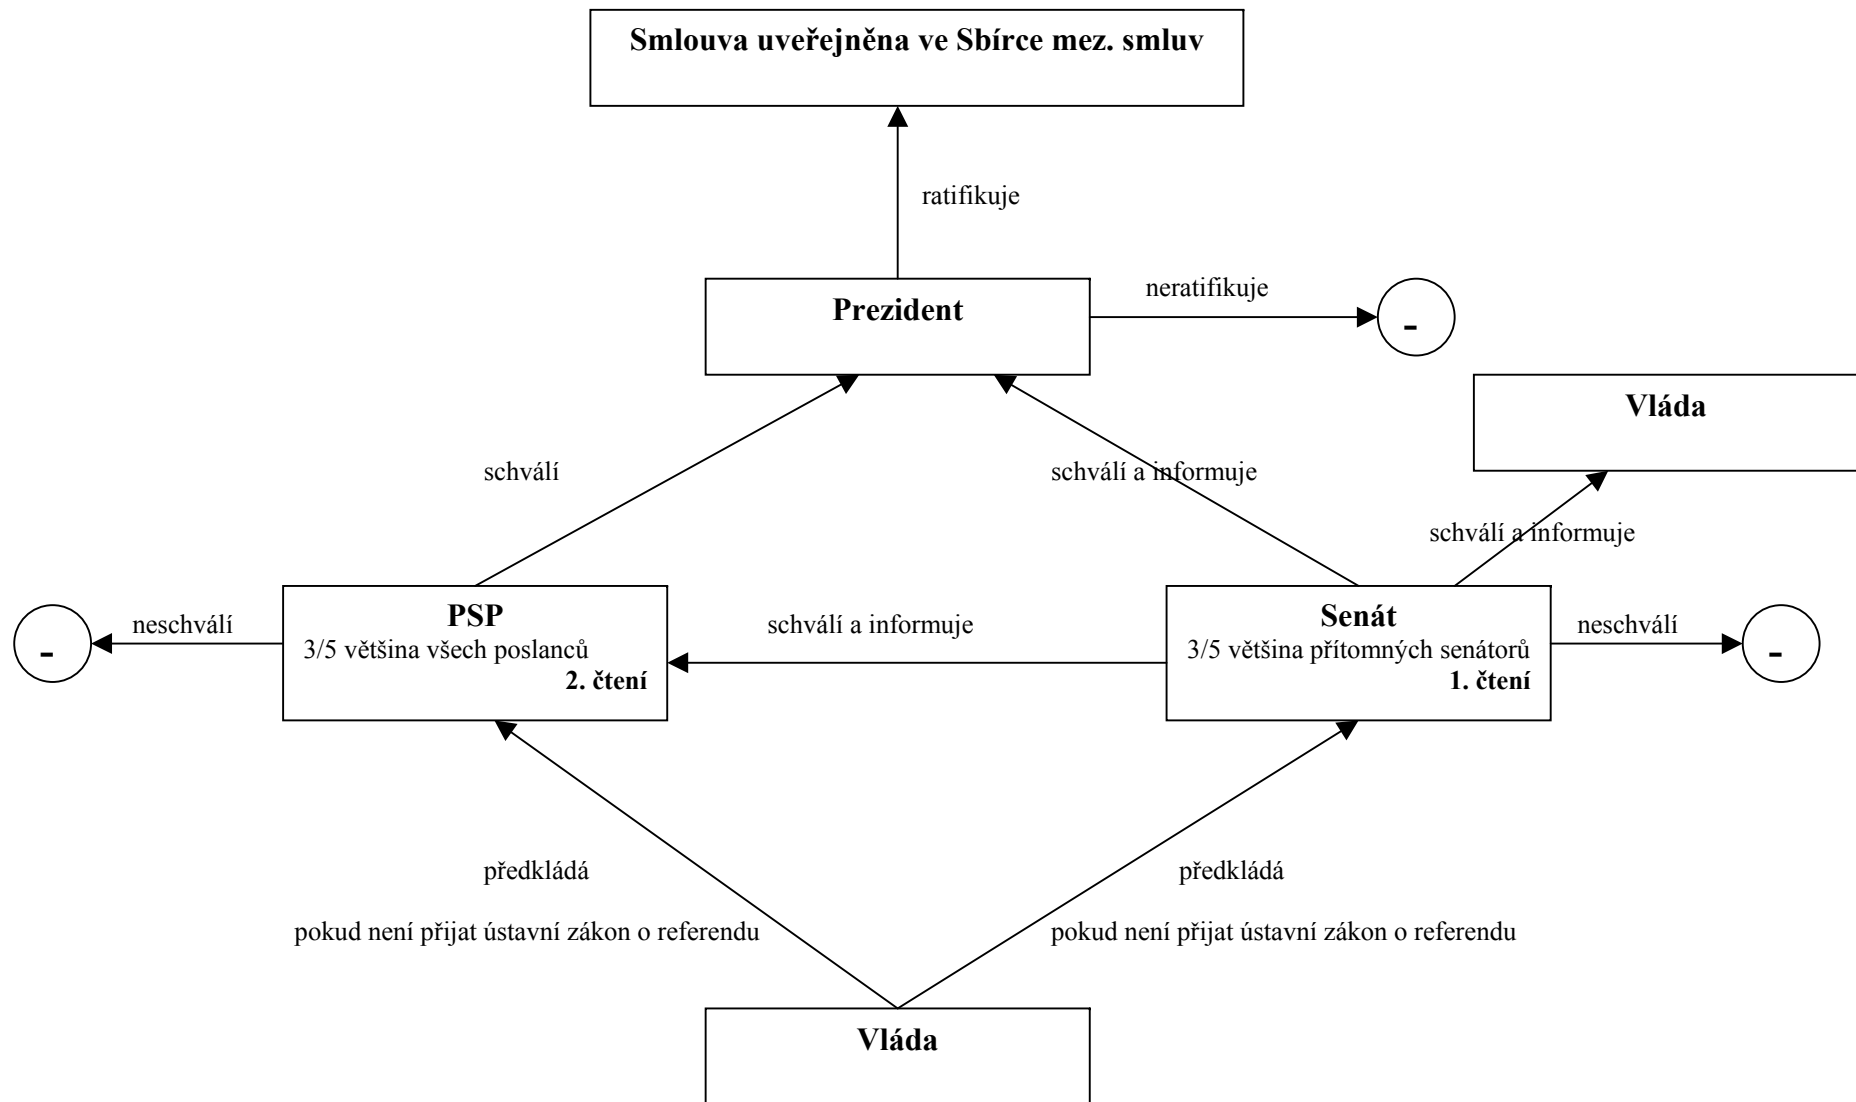 Smlouva uveřejněna ve Sbírce mez. smluv
ratifikuje
Prezident
neratifikuje
-
Vláda
schválí
schválí a informuje
schválí a informuje
-
neschválí
PSP
3/5 většina všech poslanců
2. čtení
schválí a informuje
Senát
3/5 většina přítomných senátorů
1. čtení
neschválí
-
předkládá
pokud není přijat ústavní zákon o referendu
předkládá
pokud není přijat ústavní zákon o referendu
Vláda